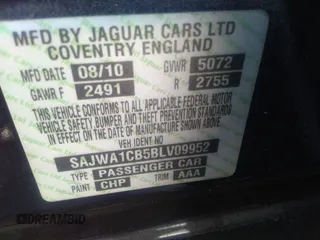 MFD BY JAGUAR CARS LTD
COVENTRY ENGLAND
MFD DATE 08/10 GVWR 5072
GAWR F 2491 R 2755
THIS VEHICLE CONFORMS TO ALL APPLICABLE FEDERAL MOTOR
VEHICLE SAFETY BUMPER AND THEFT PREVENTION STANDARDS
IN EFFECT ON THE DATE OF MANUFACTURE SHOWN ABOVE
VEH IDENT NO
SAJWA1CB5BLV09952
TYPE PASSENGER CAR
PAINT CHP TRIM AAA
DREAMBID